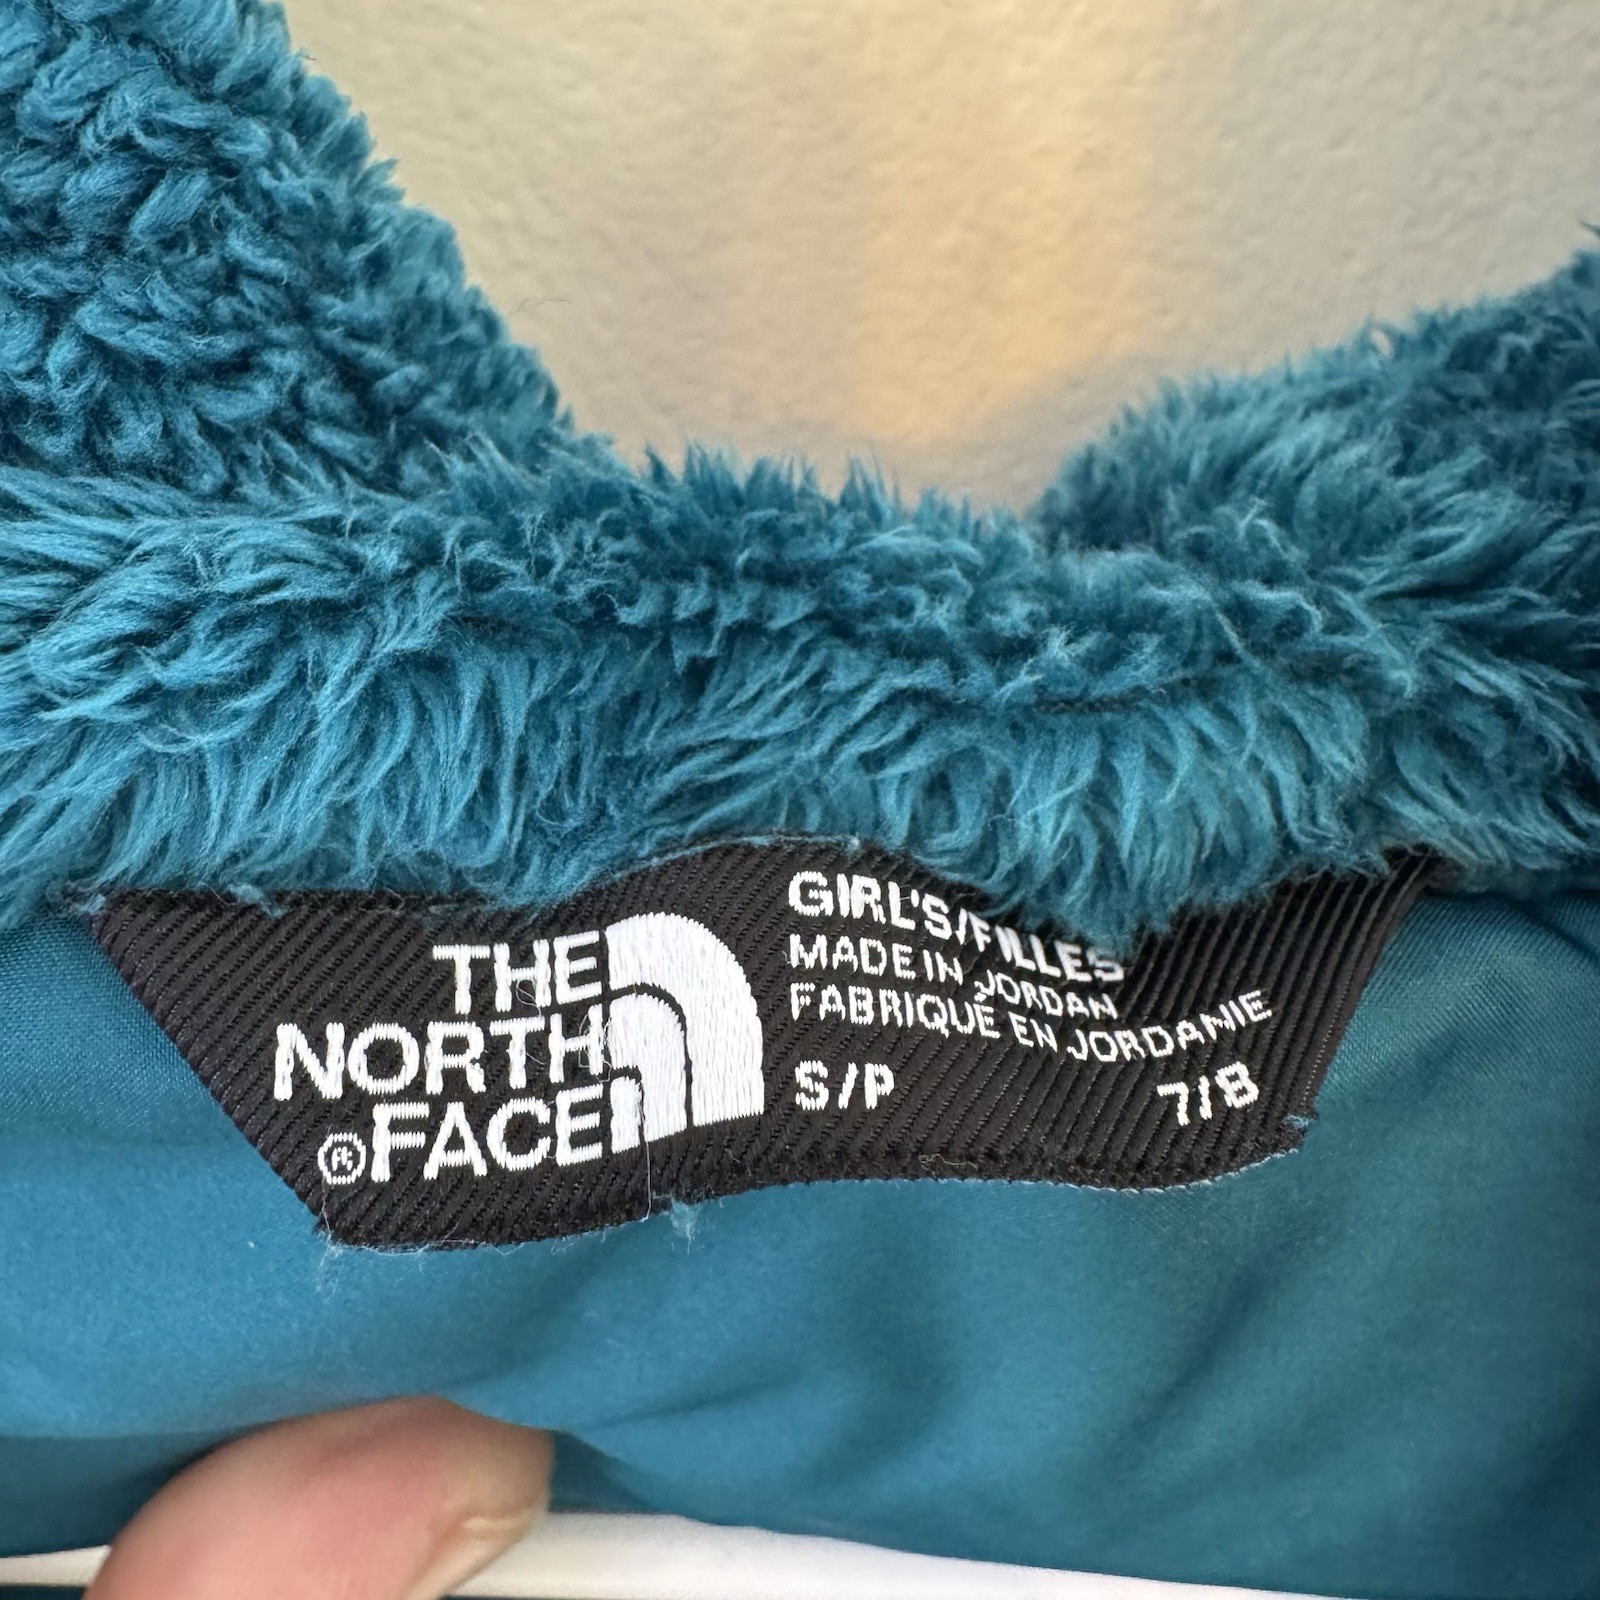 THE
NORTH
®FACE
GIRL'S/FILLES
MADE IN JORDAN
FABRIQUÉ EN JORDANIE
S/P 7/8